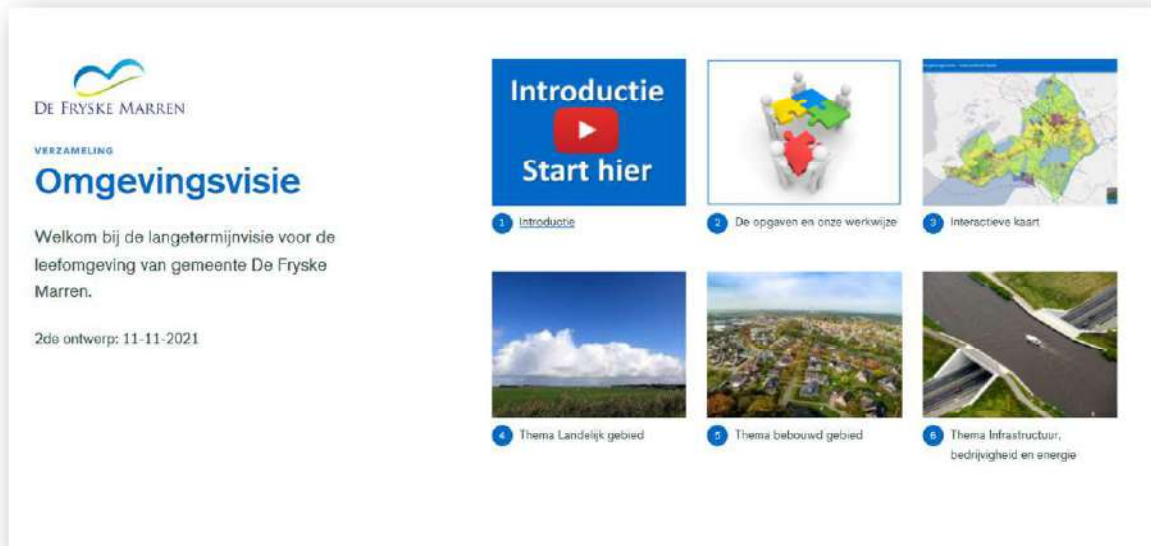 DE FRYSKE MARREN
VERZAMELING
Omgevingsvisie
Welkom bij de langetermijnvisie voor de
leefomgeving van gemeente De Fryske
Marren.
2de ontwerp: 11-11-2021
Introductie
Start hier
1 Introductie
2 De opgaven en onze werkwijze
3 Interactieve kaart
4 Thema Landelijk gebied
5 Thema bebouwd gebied
6 Thema Infrastructuur,
bedrijvigheid en energie